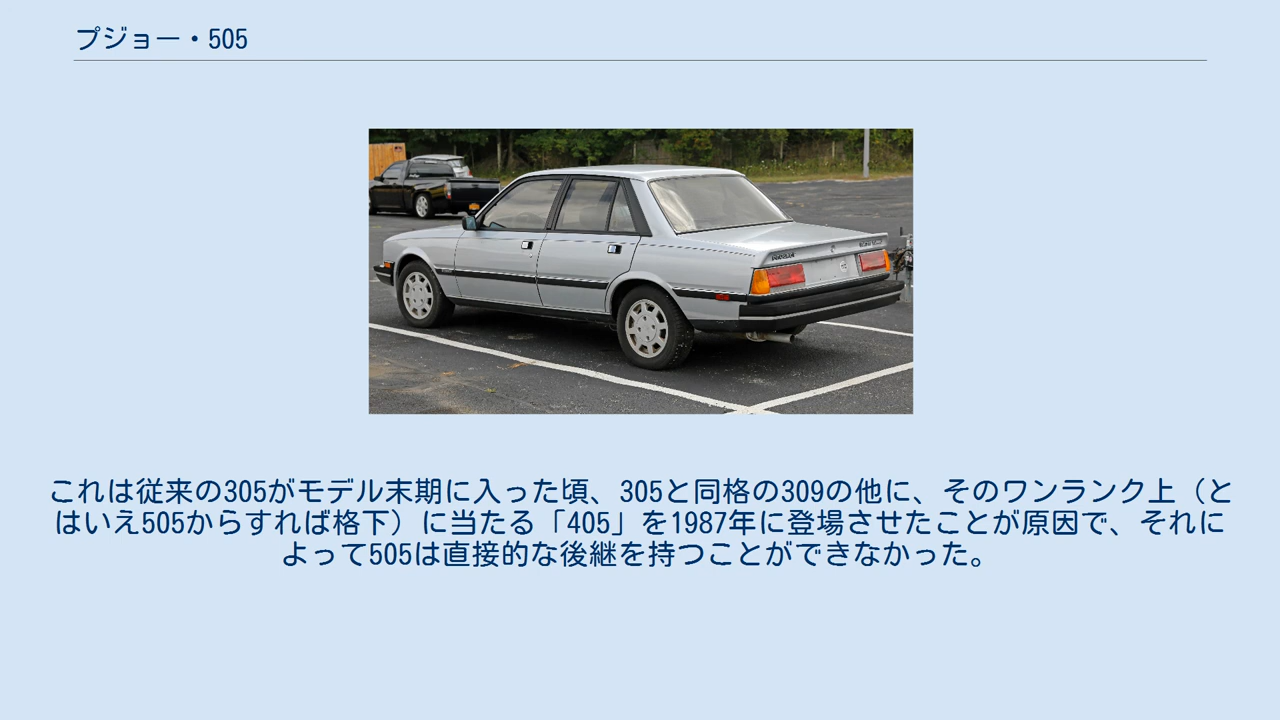 プジョー・505
これは従来の305がモデル末期に入った頃、305と同格の309の他に、そのワンランク上（と
はいえ505からすれば格下）に当たる「405」を1987年に登場させたことが原因で、それに
よって505は直接的な後継を持つことができなかった。